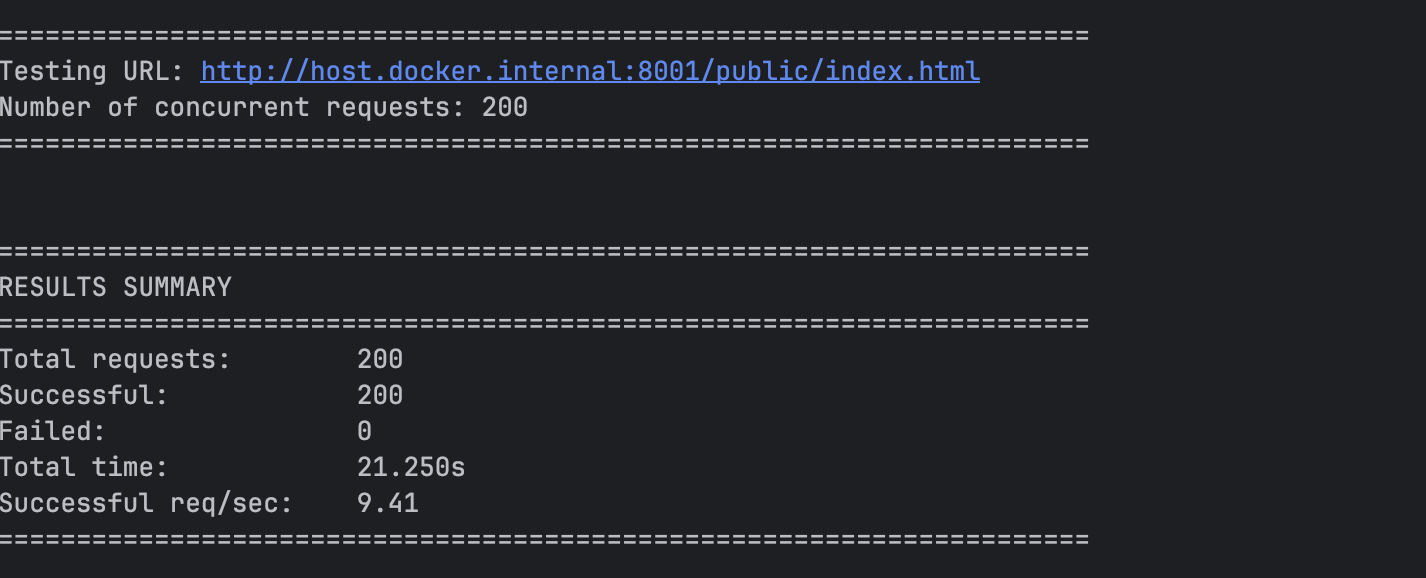 ======================================================================
Testing URL: http://host.docker.internal:8001/public/index.html
Number of concurrent requests: 200
======================================================================
======================================================================
RESULTS SUMMARY
======================================================================
Total requests:        200
Successful:            200
Failed:                0
Total time:            21.250s
Successful req/sec:    9.41
======================================================================